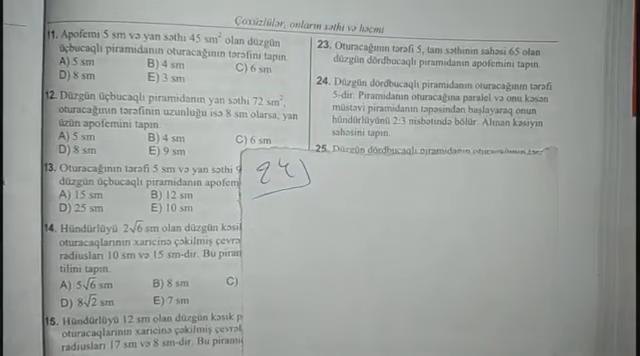 Çoxüzlülər, onların səthi və həcmi
11. Apofemi 5 sm və yan səthi 45 sm² olan düzgün
üçbucaqlı piramidanın oturacağının tərəfini tapın.
A) 5 sm B) 4 sm C) 6 sm
D) 8 sm E) 3 sm
12. Düzgün üçbucaqlı piramidanın yan səthi 72 sm²,
oturacağının tərəfinin uzunluğu isə 8 sm olarsa, yan
üzün apofemini tapın.
A) 5 sm B) 4 sm C) 6 sm
D) 8 sm E) 9 sm
13. Oturacağının tərəfi 5 sm və yan səthi 9
düzgün üçbucaqlı piramidanın apofem
A) 15 sm B) 12 sm
D) 25 sm E) 10 sm
14. Hündürlüyü 2√6 sm olan düzgün kəsil
oturacaqlarının xaricinə çəkilmiş çevrə
radiusları 10 sm və 15 sm-dir. Bu piran
tilini tapın.
A) 5√6 sm B) 8 sm C)
D) 8√2 sm E) 7 sm
15. Hündürlüyü 12 sm olan düzgün kəsik p
oturacaqlarının xaricinə çəkilmiş çevrəl
radiusları 17 sm və 8 sm-dir. Bu pirami
23. Oturacağının tərəfi 5, tam səthinin sahəsi 65 olan
düzgün dördbucaqlı piramidanın apofemini tapın.
24. Düzgün dördbucaqlı piramidanın oturacağının tərəfi
5-dir. Piramidanın oturacağına paralel və onu kəsən
müstəvi piramidanın təpəsindən başlayaraq onun
hündürlüyünü 2:3 nisbətində bölür. Alınan kəsiyin
sahəsini tapın.
25. Düzgün dördbucaqlı piramidanın oturacağının tərəf
24)